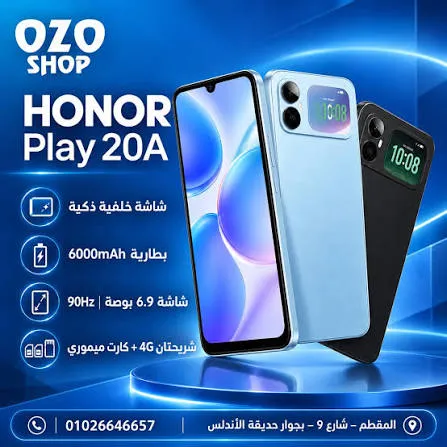 OZO
SHOP
HONOR
Play 20A
شاشة خلفية ذكية
بطارية 6000mAh
شاشة 6.9 بوصة | 90Hz
شريحتان 4G + كارت ميموري
10:08
10:08
01026646657
المقطم – شارع 9 – بجوار حديقة الأندلس